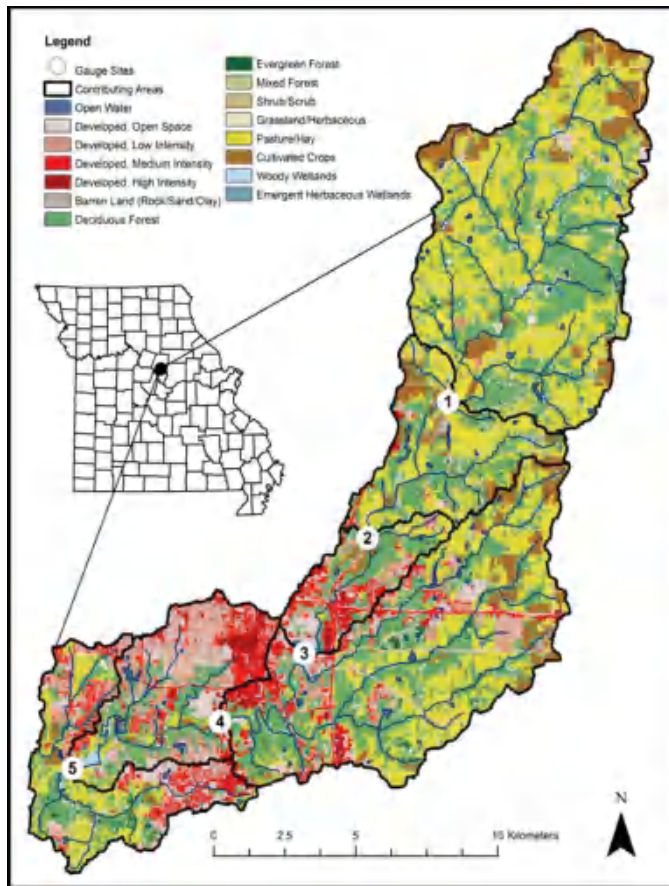 Legend
Gauge Sites
Contributing Areas
Open Water
Developed, Open Space
Developed, Low Intensity
Developed, Medium Intensity
Developed, High Intensity
Barren Land (Rock/Sand/Clay)
Deciduous Forest
Evergreen Forest
Mixed Forest
Shrub/Scrub
Grassland/Herbaceous
Pasture/Hay
Cultivated Crops
Woody Wetlands
Emergent Herbaceous Wetlands
1
2
3
4
5
N
0 2.5 5 10 Kilometers